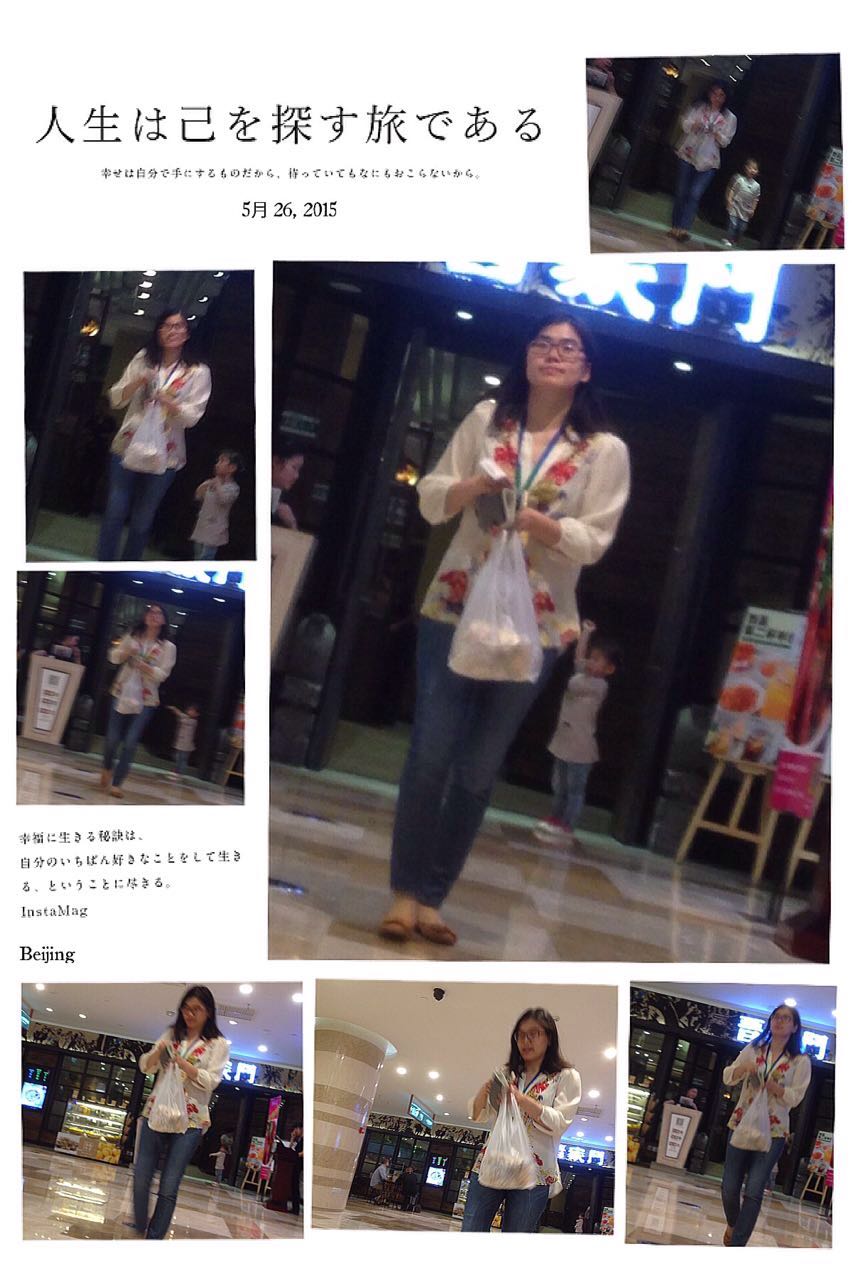 人生は己を探す旅である
幸せは自分で手にするものだから、待っていてもなにもおこらないから。
5月 26, 2015
豪門
幸福に生きる秘訣は、
自分のいちばん好きなことをして生き
る、ということに尽きる。
InstaMag
Beijing